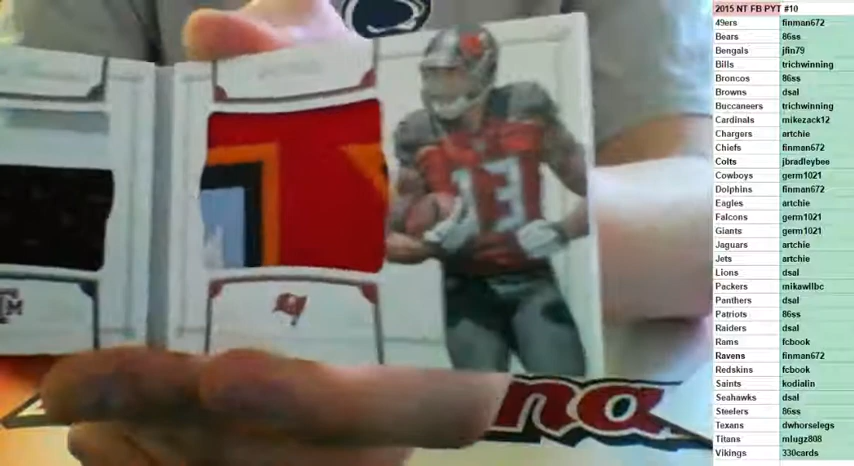 2015 NT FB PYT #10
49ers finman672
Bears 86ss
Bengals jfin79
Bills trichwinning
Broncos 86ss
Browns dsal
Buccaneers trichwinning
Cardinals mikezack12
Chargers artchie
Chiefs finman672
Colts jbradleybee
Cowboys germ1021
Dolphins finman672
Eagles artchie
Falcons germ1021
Giants germ1021
Jaguars artchie
Jets artchie
Lions dsal
Packers mikawllbc
Panthers dsal
Patriots 86ss
Raiders dsal
Rams fcbook
Ravens finman672
Redskins fcbook
Saints kodialin
Seahawks dsal
Steelers 86ss
Texans dwhorselegs
Titans mlugz808
Vikings 330cards
13